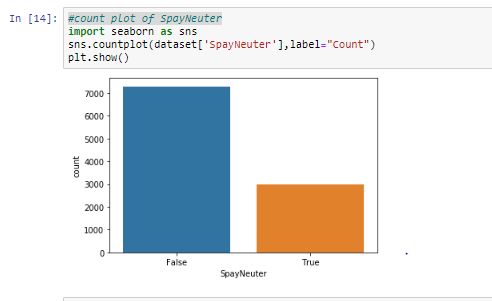 In [14]: #count plot of SpayNeuter
import seaborn as sns
sns.countplot(dataset['SpayNeuter'],label="Count")
plt.show()
7000
6000
5000
4000
3000
2000
1000
0
count
False True
SpayNeuter